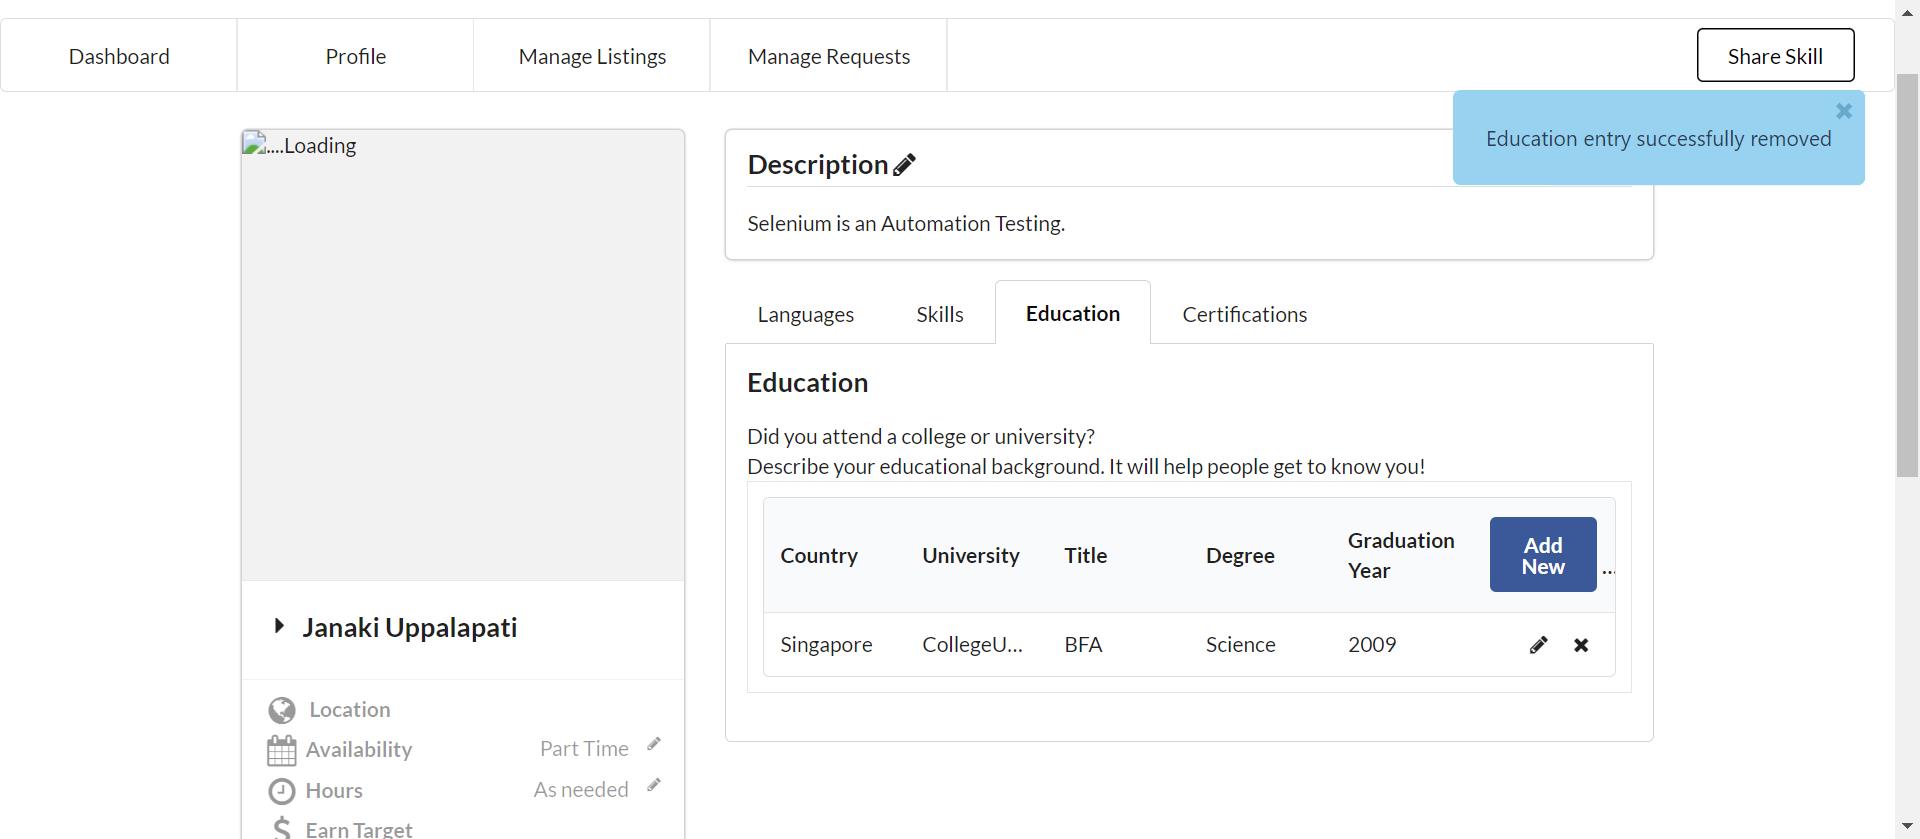 Dashboard
Profile
Manage Listings
Manage Requests
Share Skill
Education entry successfully removed
....Loading
Janaki Uppalapati
Location
Availability
Part Time
Hours
As needed
Earn Target
Description
Selenium is an Automation Testing.
Languages
Skills
Education
Certifications
Education
Did you attend a college or university?
Describe your educational background. It will help people get to know you!
Country
University
Title
Degree
Graduation
Year
Add
New
...
Singapore
CollegeU...
BFA
Science
2009